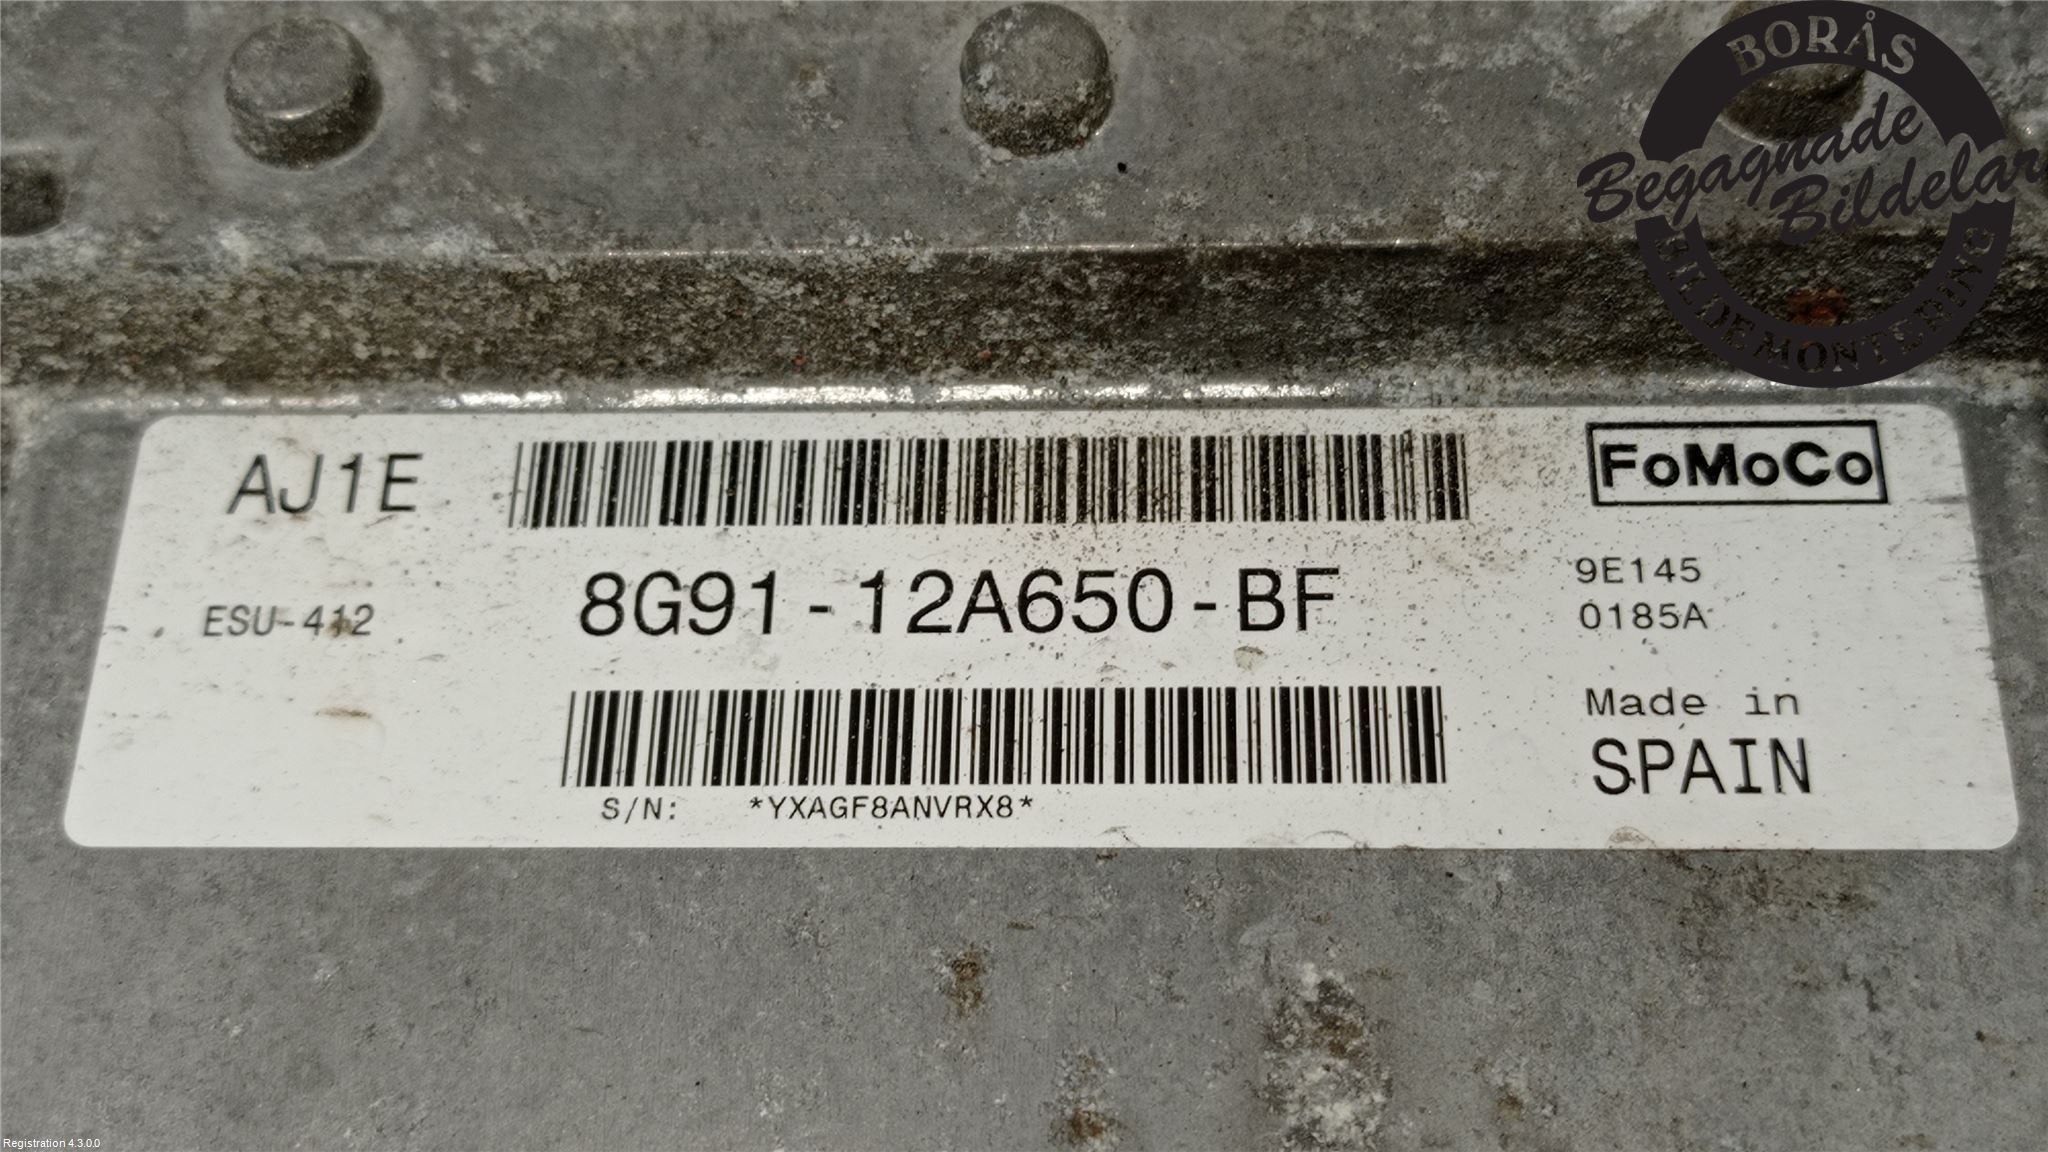 BORÅS
Begagnade
Bildelar
BILDEMONTERING
AJ1E
FoMoCo
ESU-412
8G91-12A650-BF
9E145
0185A
Made in
SPAIN
S/N: *YXAGF8ANVRX8*
Registration 4.3.0.0